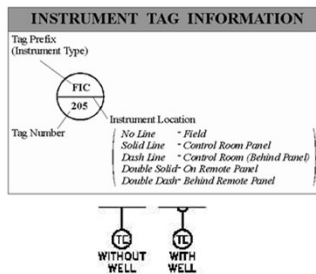 INSTRUMENT TAG INFORMATION
Tag Prefix
(Instrument Type)
FIC
205
Tag Number
Instrument Location
No Line - Field
Solid Line - Control Room Panel
Dash Line - Control Room (Behind Panel)
Double Solid - On Remote Panel
Double Dash - Behind Remote Panel
TE TE
WITHOUT WELL
WITH WELL